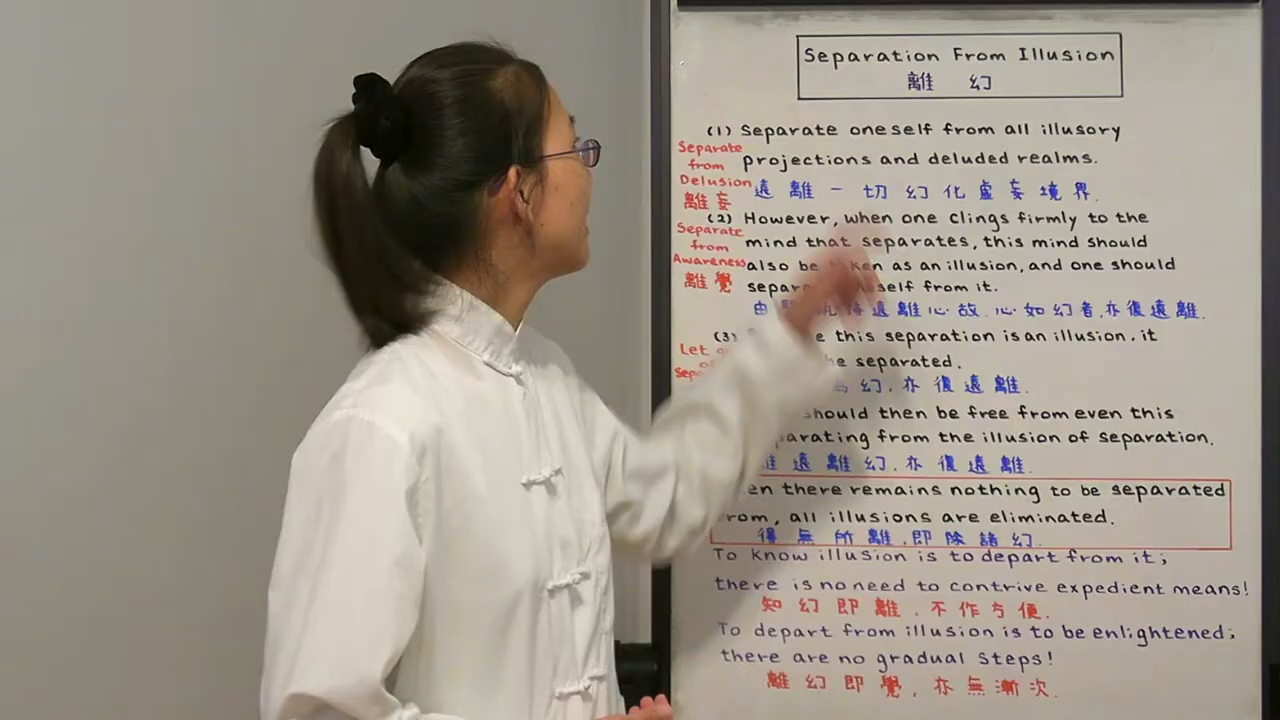 Separation From Illusion
離 幻
(1) Separate oneself from all illusory
projections and deluded realms.
Separate
from
Delusion
離妄
遠離一切幻化虛妄境界.
(2) However, when one clings firmly to the
mind that separates, this mind should
also be as an illusion, and one should
from it.
Separate
from
Awareness
離覺
由 遠離心故.心如幻者,亦復遠離.
(3) this separation is an illusion, it
separated.
Let
幻,亦復遠離.
should then be free from even this
from the illusion of separation.
遠離幻,亦復遠離.
there remains nothing to be separated
all illusions are eliminated.
得無所離,即除諸幻.
To know illusion is to depart from it;
there is no need to contrive expedient means!
知幻即離,不作方便.
To depart from illusion is to be enlightened;
there are no gradual steps!
離幻即覺,亦無漸次.